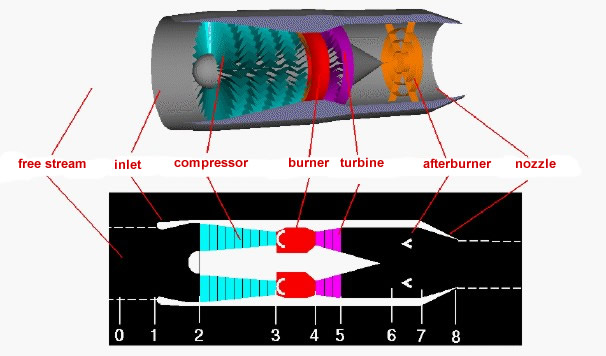 free stream inlet compressor burner turbine afterburner nozzle
0 1 2 3 4 5 6 7 8